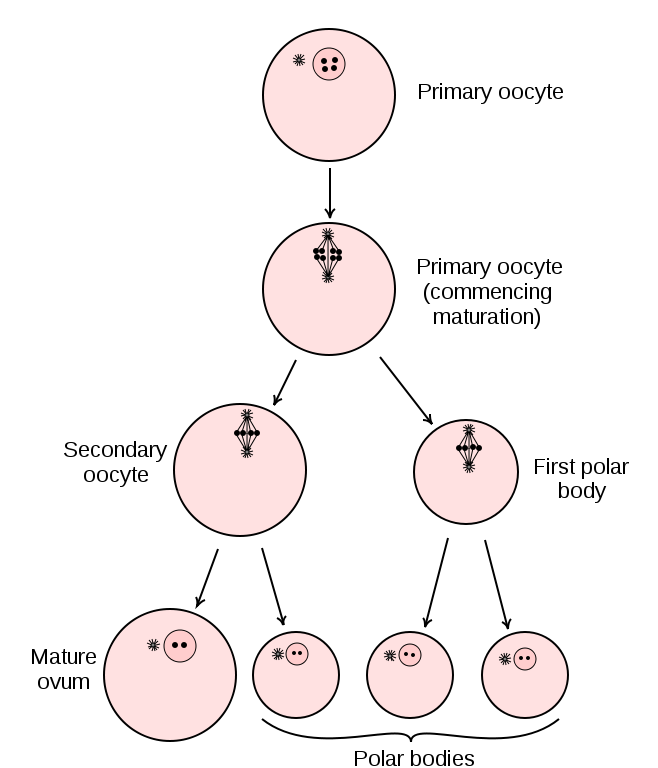 Primary oocyte
Primary oocyte
(commencing
maturation)
Secondary
oocyte
First polar
body
Mature
ovum
Polar bodies